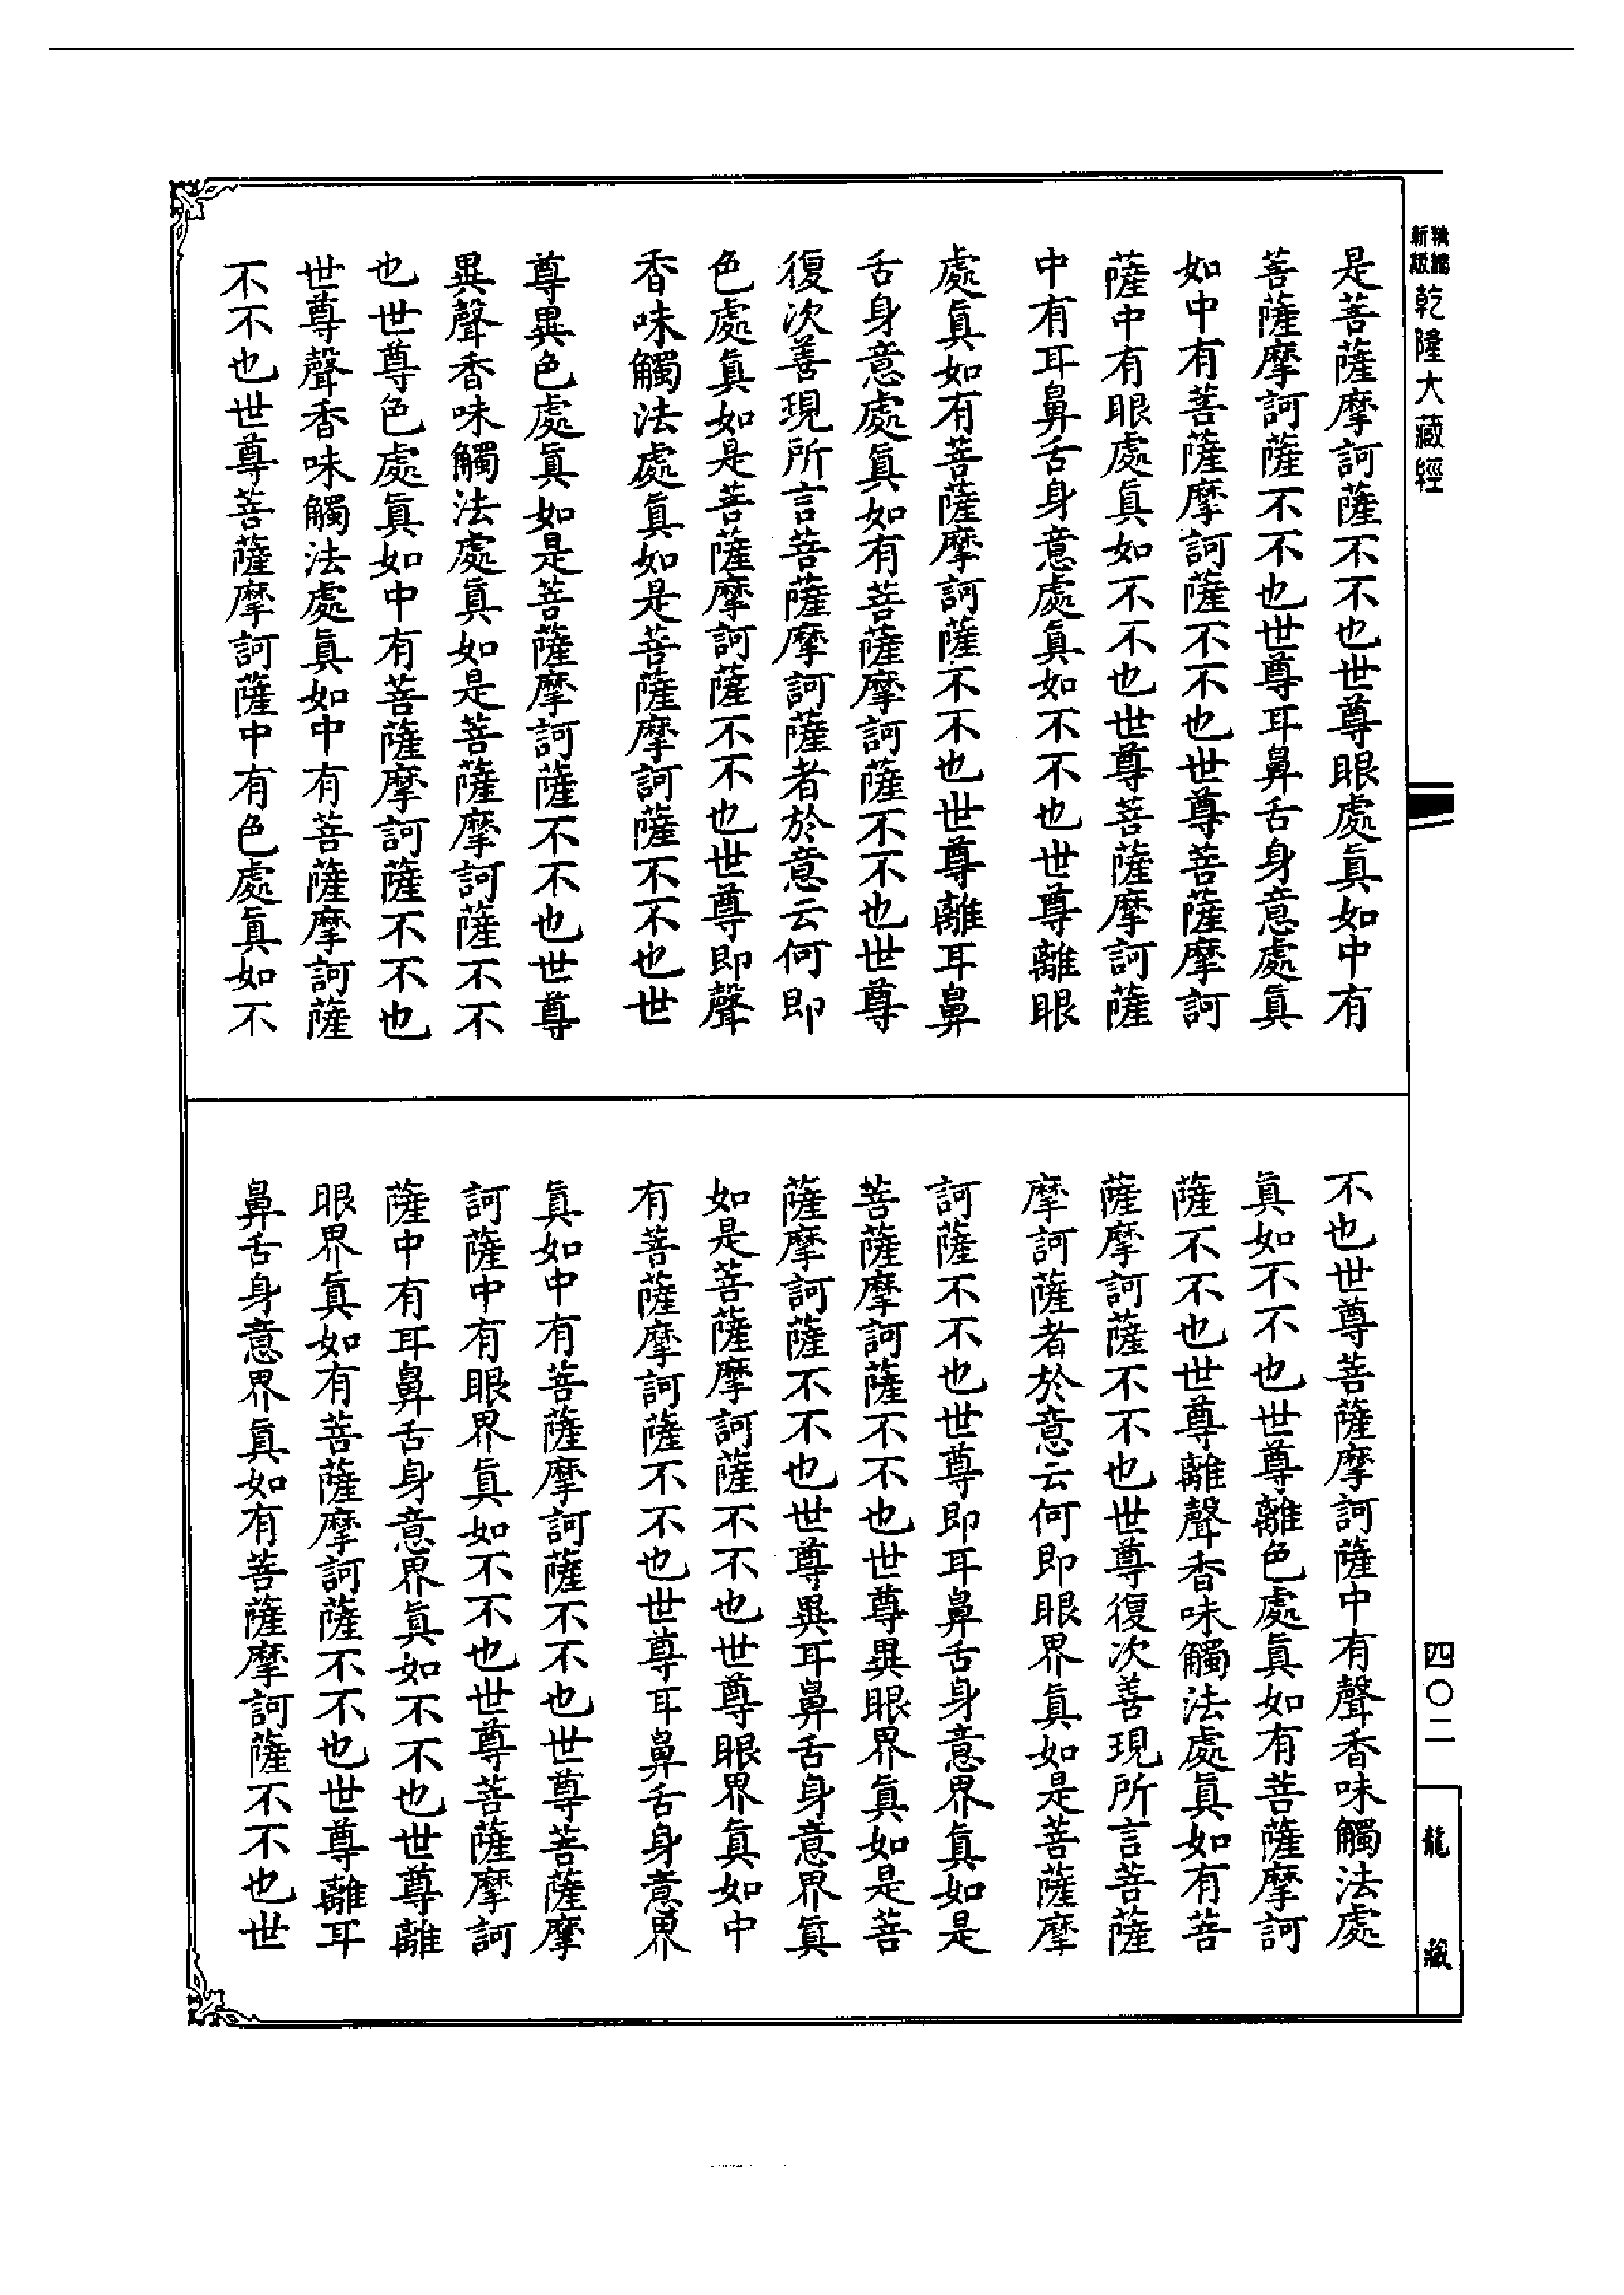 精縮
新版
乾隆大藏經
四〇二
龍藏
是菩薩摩訶薩不不也世尊眼處眞如中有
菩薩摩訶薩不不也世尊耳鼻舌身意處眞
如中有菩薩摩訶薩不不也世尊菩薩摩訶
薩中有眼處眞如不不也世尊菩薩摩訶薩
中有耳鼻舌身意處眞如不不也世尊離眼
處眞如有菩薩摩訶薩不不也世尊離耳鼻
舌身意處眞如有菩薩摩訶薩不不也世尊
復次善現所言菩薩摩訶薩者於意云何即
色處眞如是菩薩摩訶薩不不也世尊即聲
香味觸法處眞如是菩薩摩訶薩不不也世
尊異色處眞如是菩薩摩訶薩不不也世尊
異聲香味觸法處眞如是菩薩摩訶薩不不
也世尊色處眞如中有菩薩摩訶薩不不也
世尊聲香味觸法處眞如中有菩薩摩訶薩
不不也世尊菩薩摩訶薩中有色處眞如不
不也世尊菩薩摩訶薩中有聲香味觸法處
眞如不不也世尊離色處眞如有菩薩摩訶
薩不不也世尊離聲香味觸法處眞如有菩
薩摩訶薩不不也世尊復次善現所言菩薩
摩訶薩者於意云何即眼界眞如是菩薩摩
訶薩不不也世尊即耳鼻舌身意界眞如是
菩薩摩訶薩不不也世尊異眼界眞如是菩
薩摩訶薩不不也世尊異耳鼻舌身意界眞
如是菩薩摩訶薩不不也世尊眼界眞如中
有菩薩摩訶薩不不也世尊耳鼻舌身意界
眞如中有菩薩摩訶薩不不也世尊菩薩摩
訶薩中有眼界眞如不不也世尊菩薩摩訶
薩中有耳鼻舌身意界眞如不不也世尊離
眼界眞如有菩薩摩訶薩不不也世尊離耳
鼻舌身意界眞如有菩薩摩訶薩不不也世